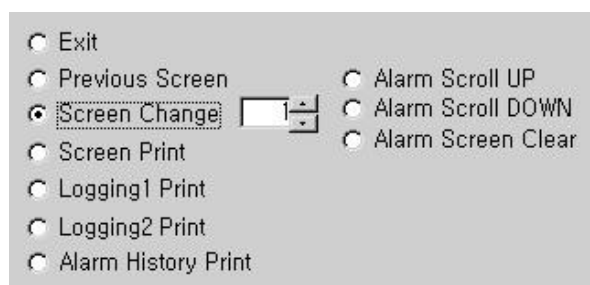 Exit
Previous Screen
Screen Change 1
Screen Print
Logging1 Print
Logging2 Print
Alarm History Print
Alarm Scroll UP
Alarm Scroll DOWN
Alarm Screen Clear